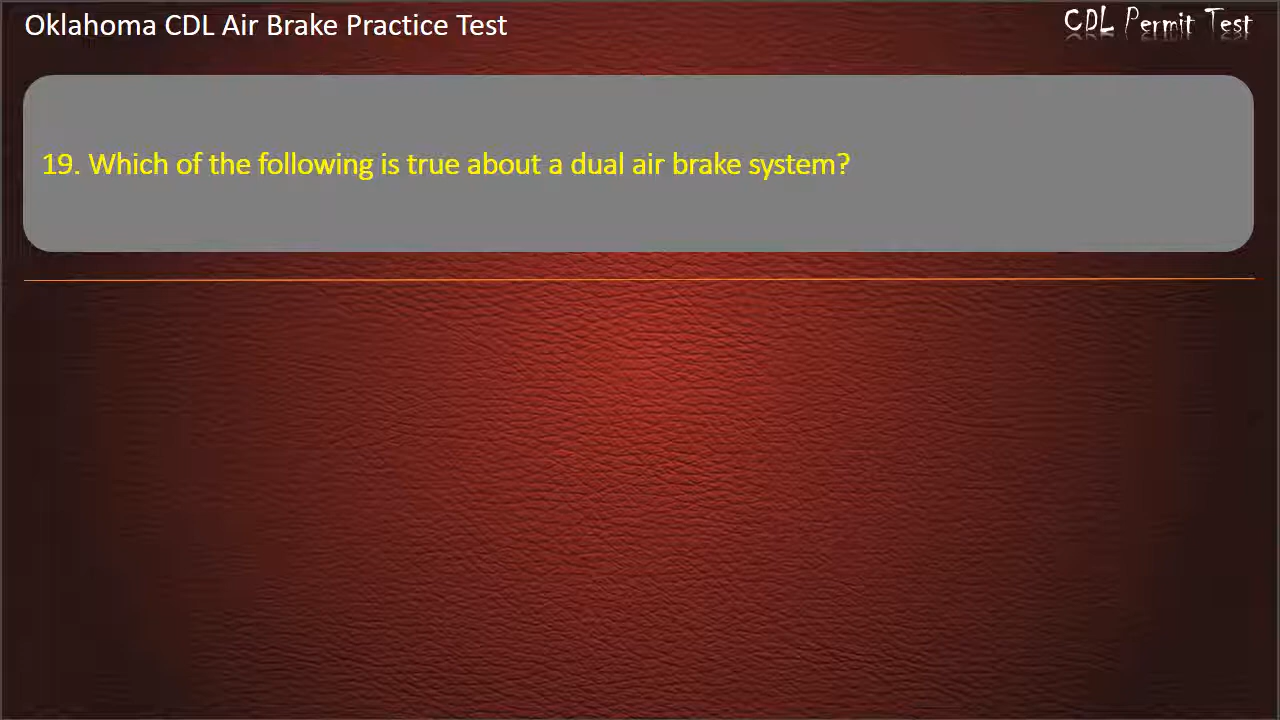 Oklahoma CDL Air Brake Practice Test
CDL Permit Test
19. Which of the following is true about a dual air brake system?